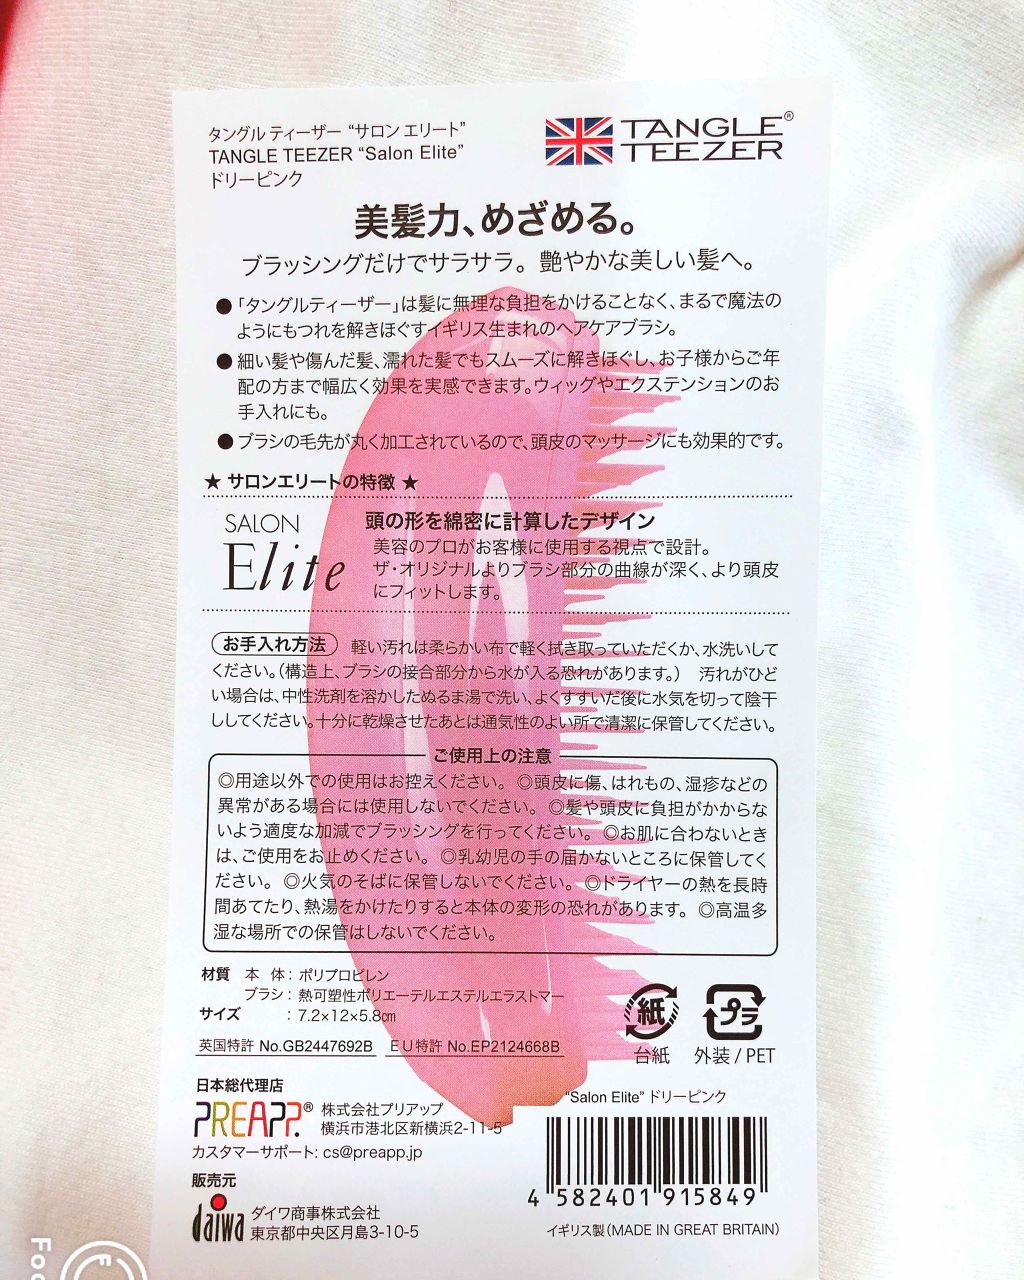 タングル ティーザー “サロン エリート”
TANGLE TEEZER “Salon Elite”
ドリーピンク
TANGLE®
TEEZER
美髪力、めざめる。
ブラッシングだけでサラサラ。艶やかな美しい髪へ。
●「タングルティーザー」は髪に無理な負担をかけることなく、まるで魔法の
ようにもつれを解きほぐすイギリス生まれのヘアケアブラシ。
●細い髪や傷んだ髪、濡れた髪でもスムーズに解きほぐし、お子様からご年
配の方まで幅広く効果を実感できます。ウィッグやエクステンションのお
手入れにも。
●ブラシの毛先が丸く加工されているので、頭皮のマッサージにも効果的です。
★ サロンエリートの特徴 ★
SALON
Elite
頭の形を綿密に計算したデザイン
美容のプロがお客様に使用する視点で設計。
ザ・オリジナルよりブラシ部分の曲線が深く、より頭皮
にフィットします。
お手入れ方法 軽い汚れは柔らかい布で軽く拭き取っていただくか、水洗いして
ください。（構造上、ブラシの接合部分から水が入る恐れがあります。） 汚れがひど
い場合は、中性洗剤を溶かしたぬるま湯で洗い、よくすすいだ後に水気を切って陰干
ししてください。十分に乾燥させたあとは通気性のよい所で清潔に保管してください。
ご使用上の注意
◎用途以外での使用はお控えください。 ◎頭皮に傷、はれもの、湿疹などの
異常がある場合には使用しないでください。 ◎髪や頭皮に負担がかからな
いよう適度な加減でブラッシングを行ってください。 ◎お肌に合わないとき
は、ご使用をお止めください。 ◎乳幼児の手の届かないところに保管してく
ださい。 ◎火気のそばに保管しないでください。 ◎ドライヤーの熱を長時
間あてたり、熱湯をかけたりすると本体の変形の恐れがあります。 ◎高温多
湿な場所での保管はしないでください。
材質 本 体：ポリプロピレン
ブラシ：熱可塑性ポリエーテルエステルエラストマー
サイズ ：7.2×12×5.8㎝
英国特許 No.GB2447692B ＥＵ特許 No.EP2124668B
紙
台紙
プラ
外装 / PET
日本総代理店
PREAPP.®
株式会社プリアップ
横浜市港北区新横浜2-11-5
カスタマーサポート: cs@preapp.jp
販売元
daiwa
ダイワ商事株式会社
東京都中央区月島3-10-5
“Salon Elite” ドリーピンク
4 582401 915849
イギリス製（MADE IN GREAT BRITAIN）